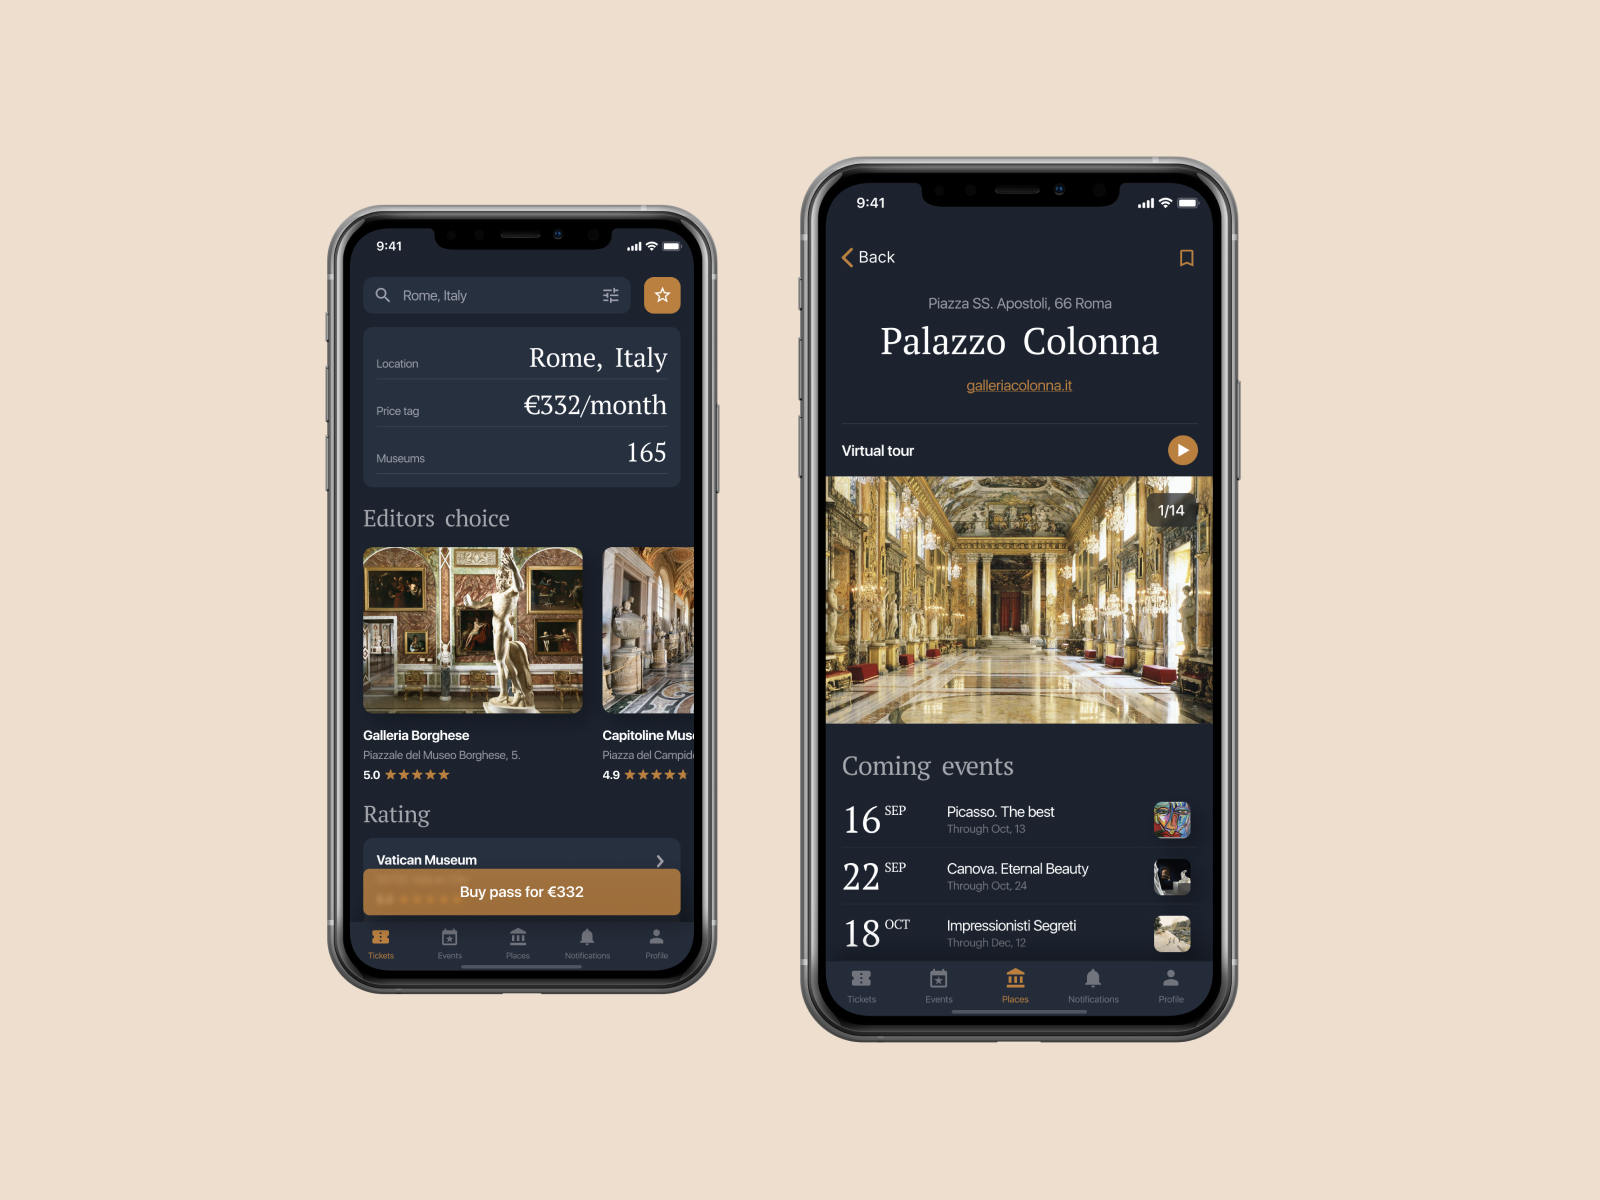 9:41
Rome, Italy
Location
Rome, Italy
Price tag
€332/month
Museums
165
Editors choice
Galleria Borghese
Piazzale del Museo Borghese, 5.
5.0
Capitoline Muse
Piazza del Campido
4.9
Rating
Vatican Museum
Buy pass for €332
Tickets
Events
Places
Notifications
Profile
9:41
Back
Piazza SS. Apostoli, 66 Roma
Palazzo Colonna
galleriacolonna.it
Virtual tour
1/14
Coming events
16 SEP
Picasso. The best
Through Oct, 13
22 SEP
Canova. Eternal Beauty
Through Oct, 24
18 OCT
Impressionisti Segreti
Through Dec, 12
Tickets
Events
Places
Notifications
Profile